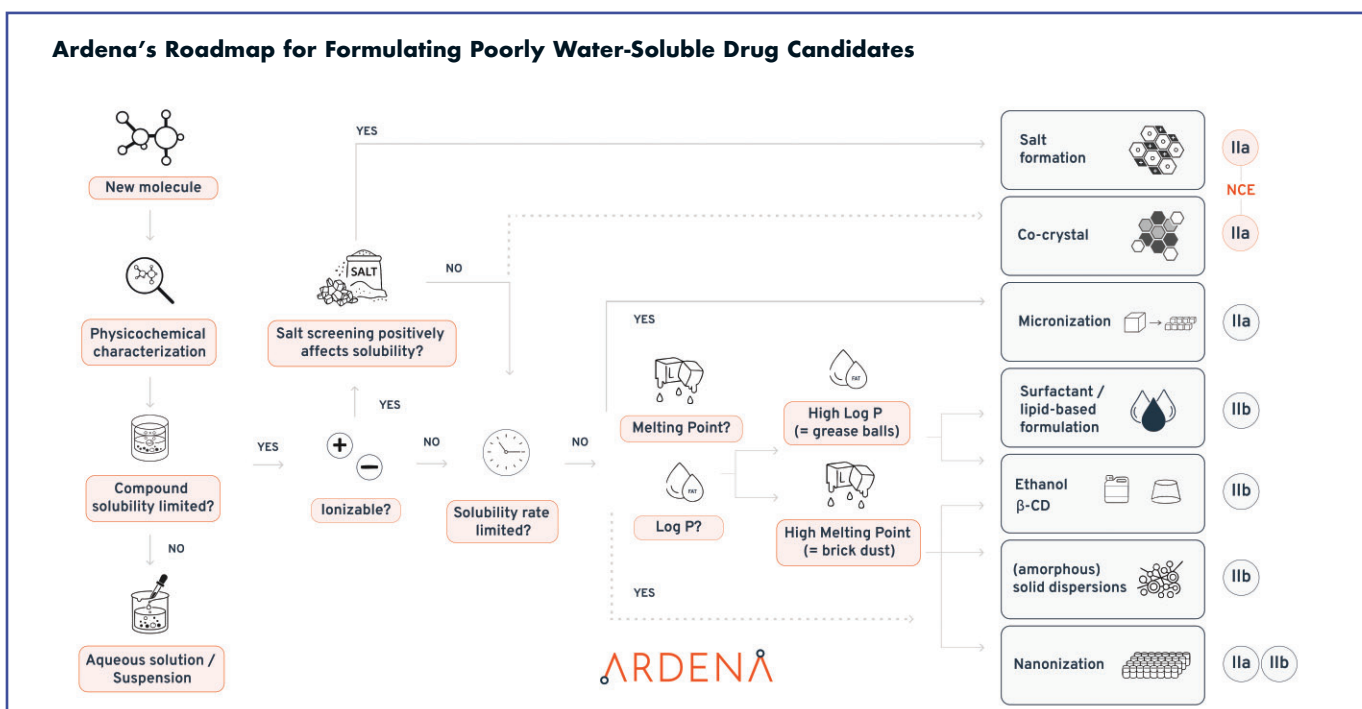 Ardena's Roadmap for Formulating Poorly Water-Soluble Drug Candidates
New molecule
Physicochemical
characterization
Compound
solubility limited?
NO
Aqueous solution /
Suspension
YES
YES
SALT
NO
Salt screening positively
affects solubility?
YES
Ionizable?
NO
Solubility rate
limited?
NO
YES
Melting Point?
FAT
Log P?
FAT
High Log P
(= grease balls)
High Melting Point
(= brick dust)
YES
ARDENA
Salt
formation
IIa
NCE
Co-crystal
IIa
Micronization
IIa
Surfactant /
lipid-based
formulation
IIb
Ethanol
β-CD
IIb
(amorphous)
solid dispersions
IIb
Nanonization
IIa
IIb